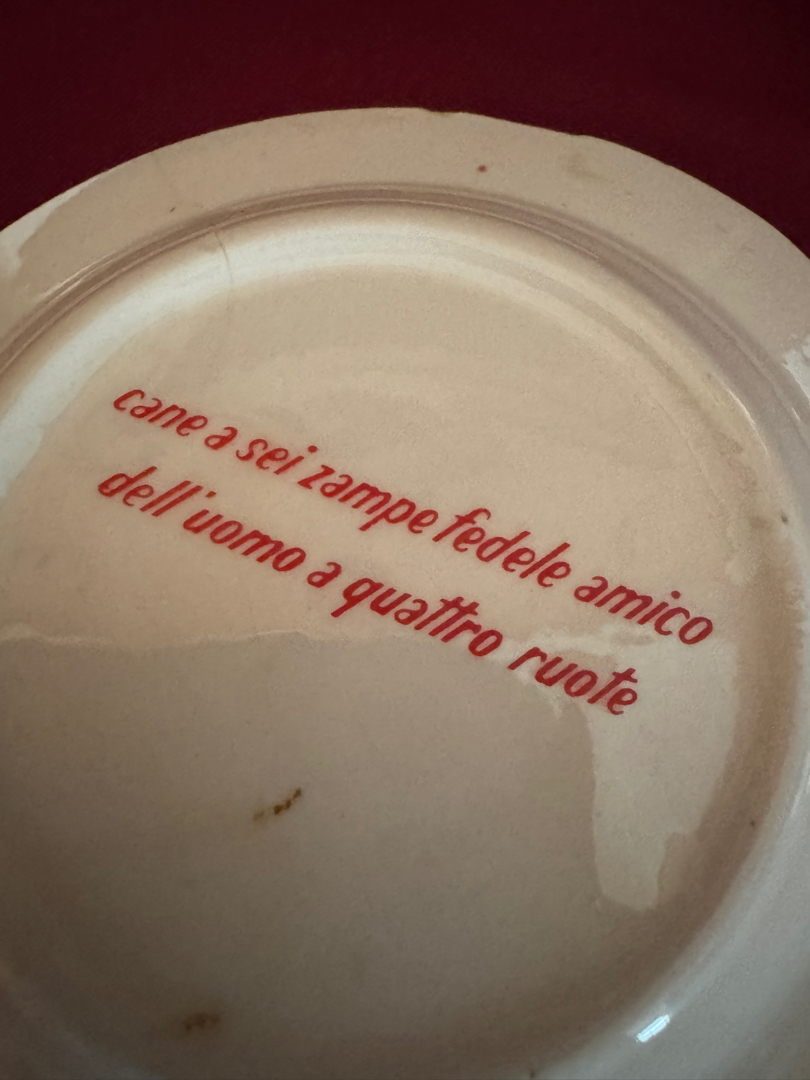 cane a sei zampe fedele amico
dell'uomo a quattro ruote